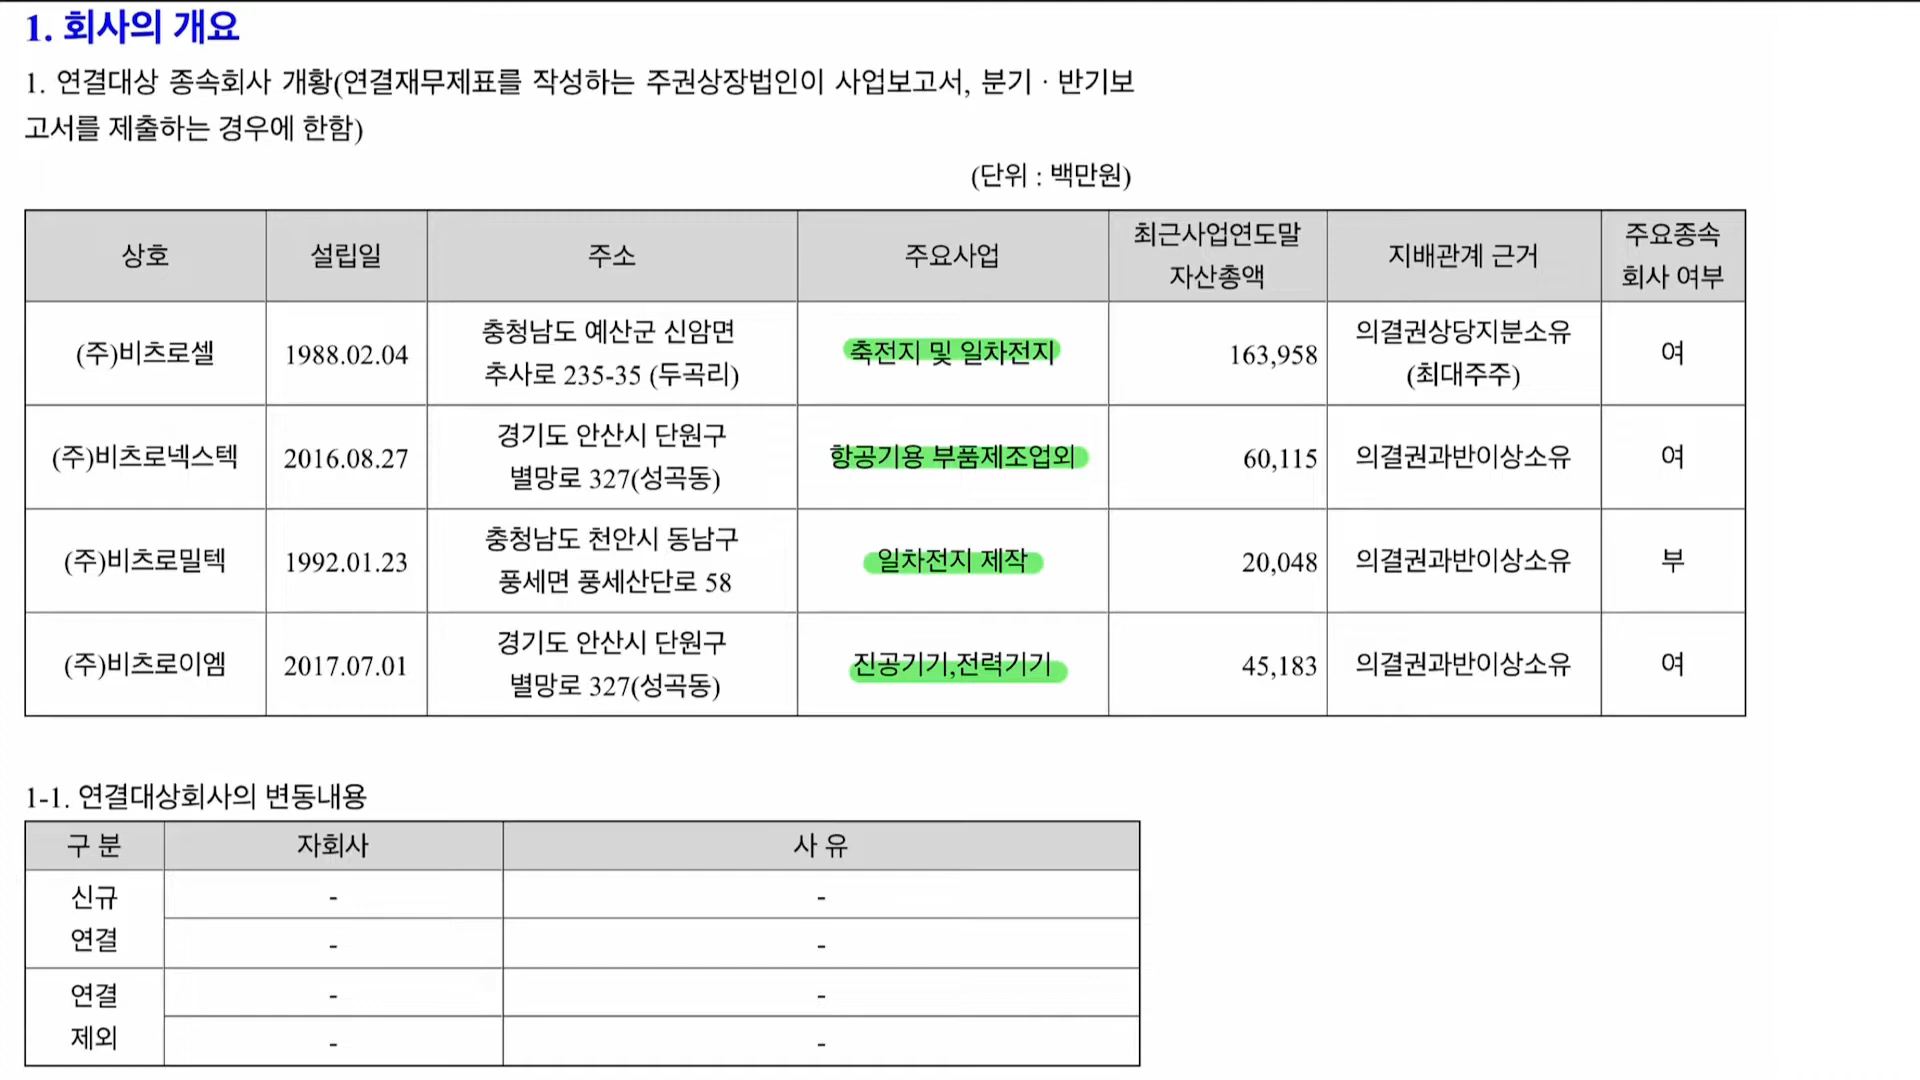 1. 회사의 개요
1. 연결대상 종속회사 개황(연결재무제표를 작성하는 주권상장법인이 사업보고서, 분기 · 반기보
고서를 제출하는 경우에 한함)
(단위 : 백만원)
상호 설립일 주소 주요사업 최근사업연도말 자산총액 지배관계 근거 주요종속 회사 여부
(주)비츠로셀 1988.02.04 충청남도 예산군 신암면 추사로 235-35 (두곡리) 축전지 및 일차전지 163,958 의결권상당지분소유 (최대주주) 여
(주)비츠로넥스텍 2016.08.27 경기도 안산시 단원구 별망로 327(성곡동) 항공기용 부품제조업외 60,115 의결권과반이상소유 여
(주)비츠로밀텍 1992.01.23 충청남도 천안시 동남구 풍세면 풍세산단로 58 일차전지 제작 20,048 의결권과반이상소유 부
(주)비츠로이엠 2017.07.01 경기도 안산시 단원구 별망로 327(성곡동) 진공기기,전력기기 45,183 의결권과반이상소유 여
1-1. 연결대상회사의 변동내용
구 분 자회사 사 유
신규 연결 - -
- -
연결 제외 - -
- -